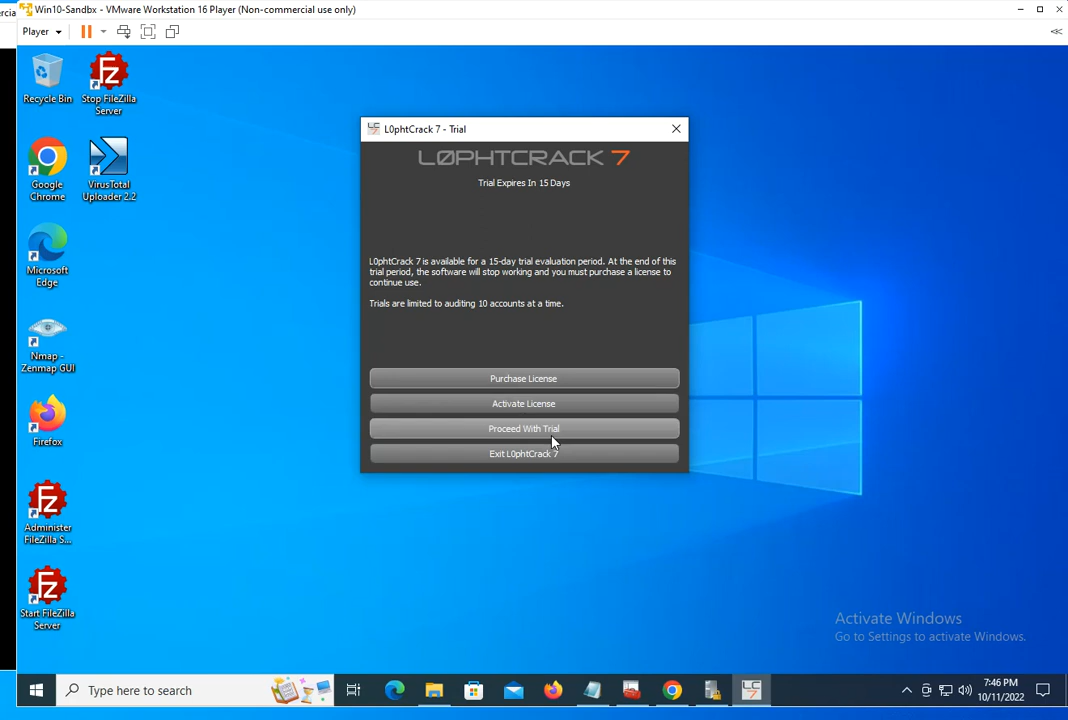 Win10-Sandbx - VMware Workstation 16 Player (Non-commercial use only)
Player
Recycle Bin
Stop FileZilla
Server
Google
Chrome
VirusTotal
Uploader 2.2
Microsoft
Edge
Nmap -
Zenmap GUI
Firefox
Administer
FileZilla S...
Start FileZilla
Server
L0phtCrack 7 - Trial
L0PHTCRACK 7
Trial Expires In 15 Days
L0phtCrack 7 is available for a 15-day trial evaluation period. At the end of this
trial period, the software will stop working and you must purchase a license to
continue use.
Trials are limited to auditing 10 accounts at a time.
Purchase License
Activate License
Proceed With Trial
Exit L0phtCrack 7
Activate Windows
Go to Settings to activate Windows.
Type here to search
7:46 PM
10/11/2022